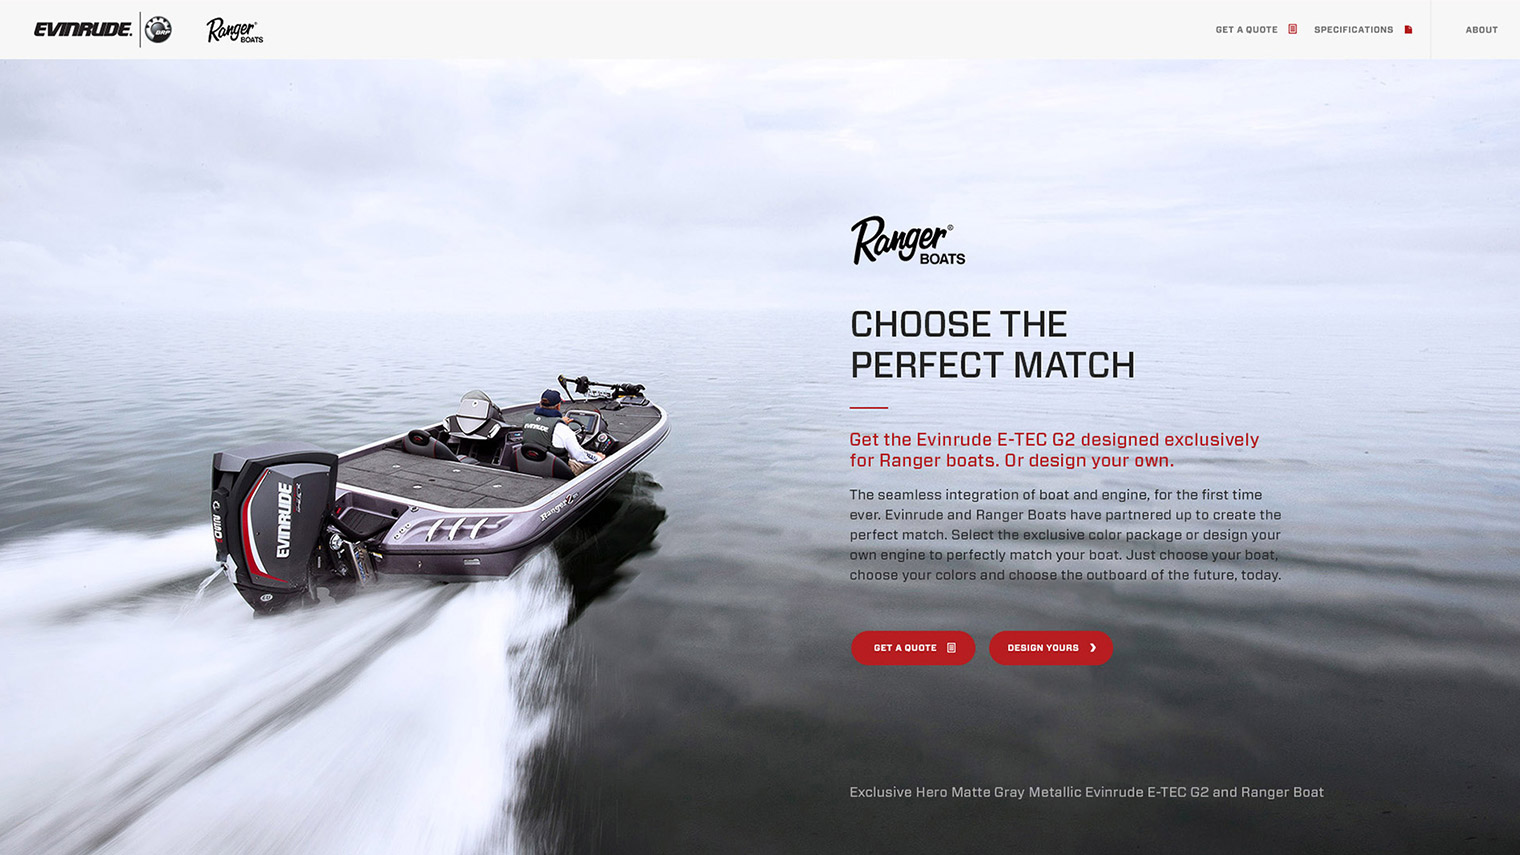 EVINRUDE.
BRP
Ranger®
BOATS
GET A QUOTE
SPECIFICATIONS
ABOUT
Ranger®
BOATS
CHOOSE THE
PERFECT MATCH
Get the Evinrude E-TEC G2 designed exclusively
for Ranger boats. Or design your own.
The seamless integration of boat and engine, for the first time
ever. Evinrude and Ranger Boats have partnered up to create the
perfect match. Select the exclusive color package or design your
own engine to perfectly match your boat. Just choose your boat,
choose your colors and choose the outboard of the future, today.
GET A QUOTE
DESIGN YOURS
EVINRUDE
EVINRUDE
Ranger
Exclusive Hero Matte Gray Metallic Evinrude E-TEC G2 and Ranger Boat